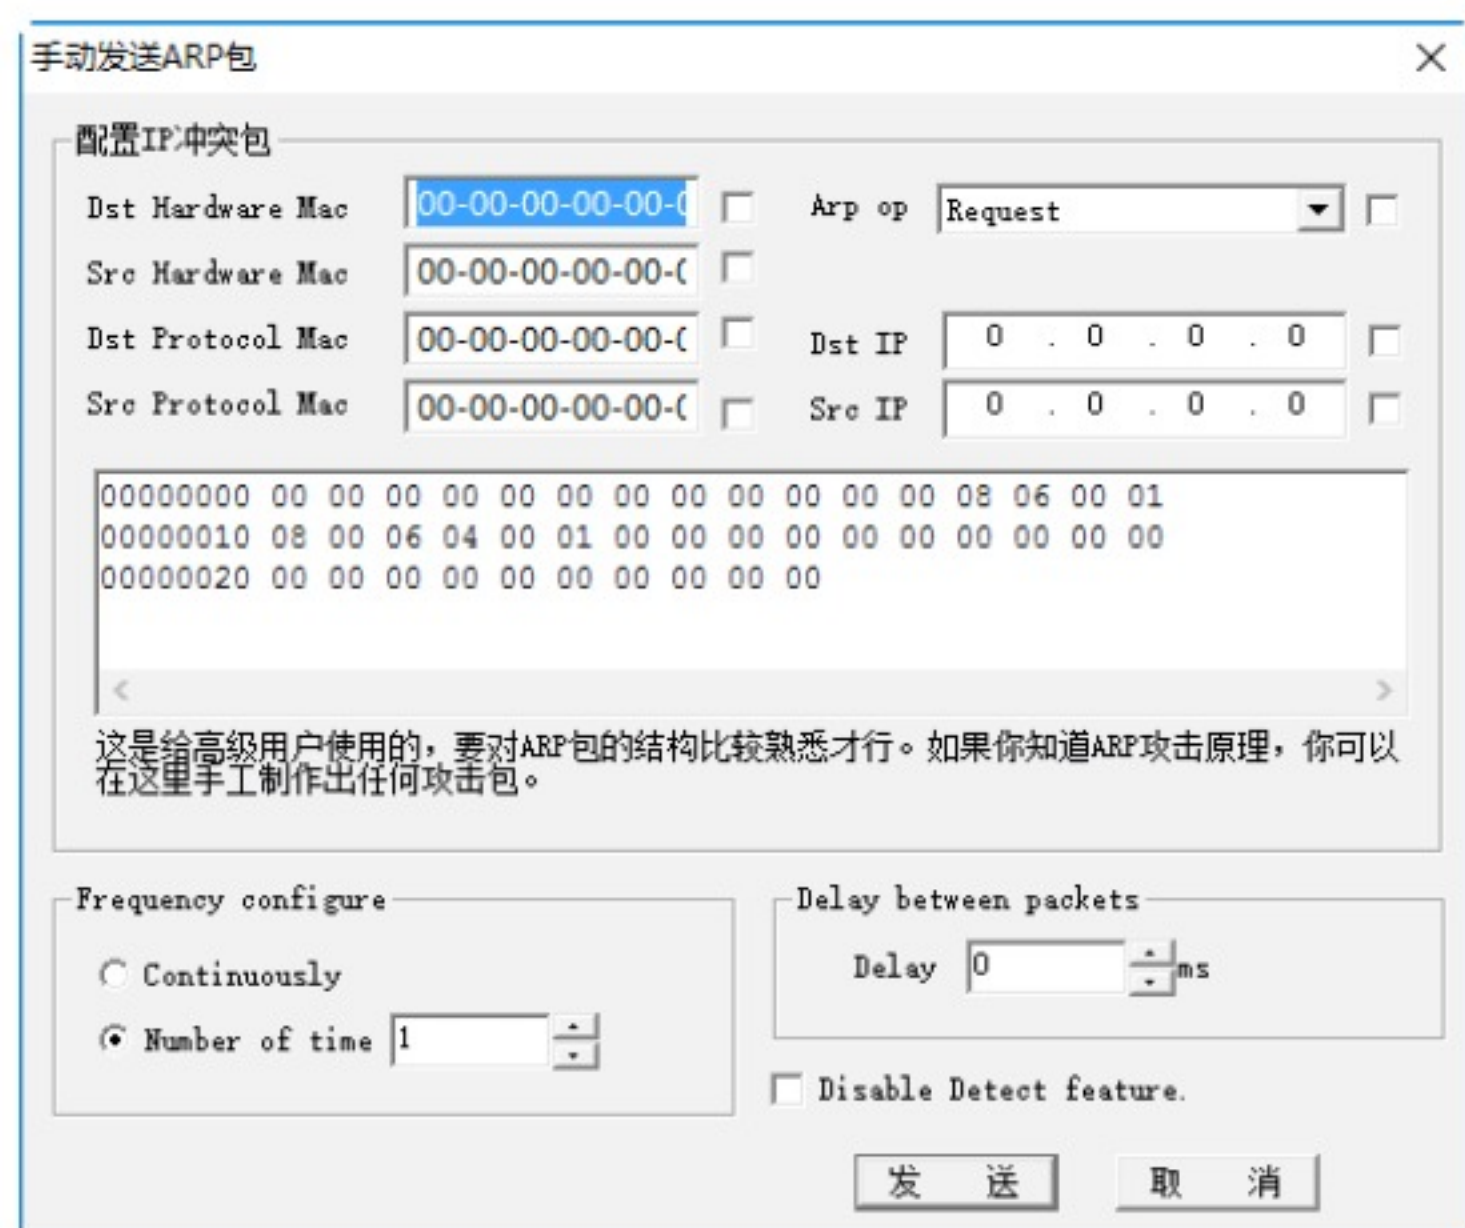 手动发送ARP包
配置IP冲突包
Dst Hardware Mac 00-00-00-00-00-0 Arp op Request
Src Hardware Mac 00-00-00-00-00-0
Dst Protocol Mac 00-00-00-00-00-0 Dst IP 0 . 0 . 0 . 0
Src Protocol Mac 00-00-00-00-00-0 Src IP 0 . 0 . 0 . 0
00000000 00 00 00 00 00 00 00 00 00 00 00 00 08 06 00 01
00000010 08 00 06 04 00 01 00 00 00 00 00 00 00 00 00 00
00000020 00 00 00 00 00 00 00 00 00 00
这是给高级用户使用的，要对ARP包的结构比较熟悉才行。如果你知道ARP攻击原理，你可以
在这里手工制作出任何攻击包。
Frequency configure Delay between packets
Continuously Delay 0 ms
Number of time 1
Disable Detect feature.
发 送 取 消